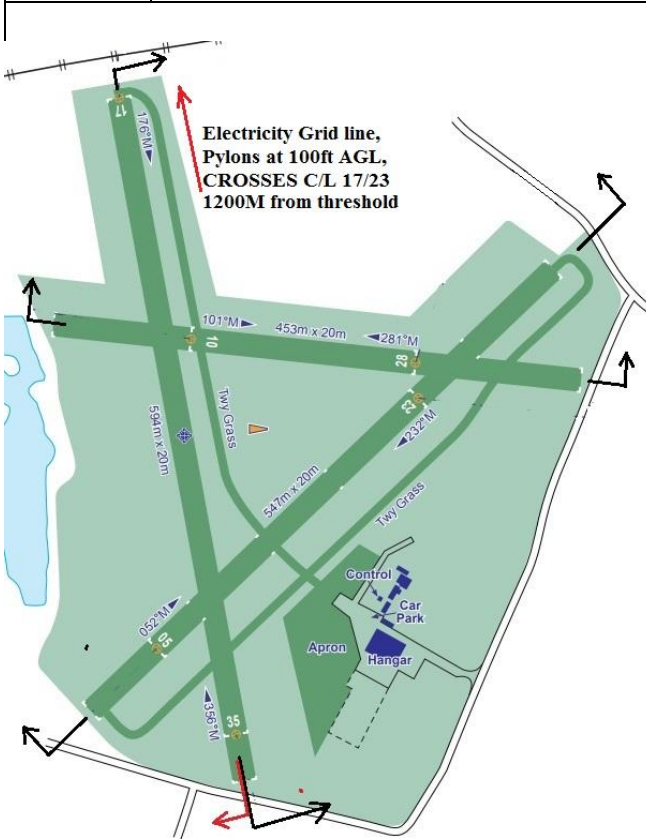 17
176°M
Electricity Grid line,
Pylons at 100ft AGL,
CROSSES C/L 17/23
1200M from threshold
101°M
453m x 20m
281°M
10
28
23
232°M
594m x 20m
Twy Grass
547m x 20m
Twy Grass
052°M
05
Control
Car
Park
Apron
Hangar
356°M
35